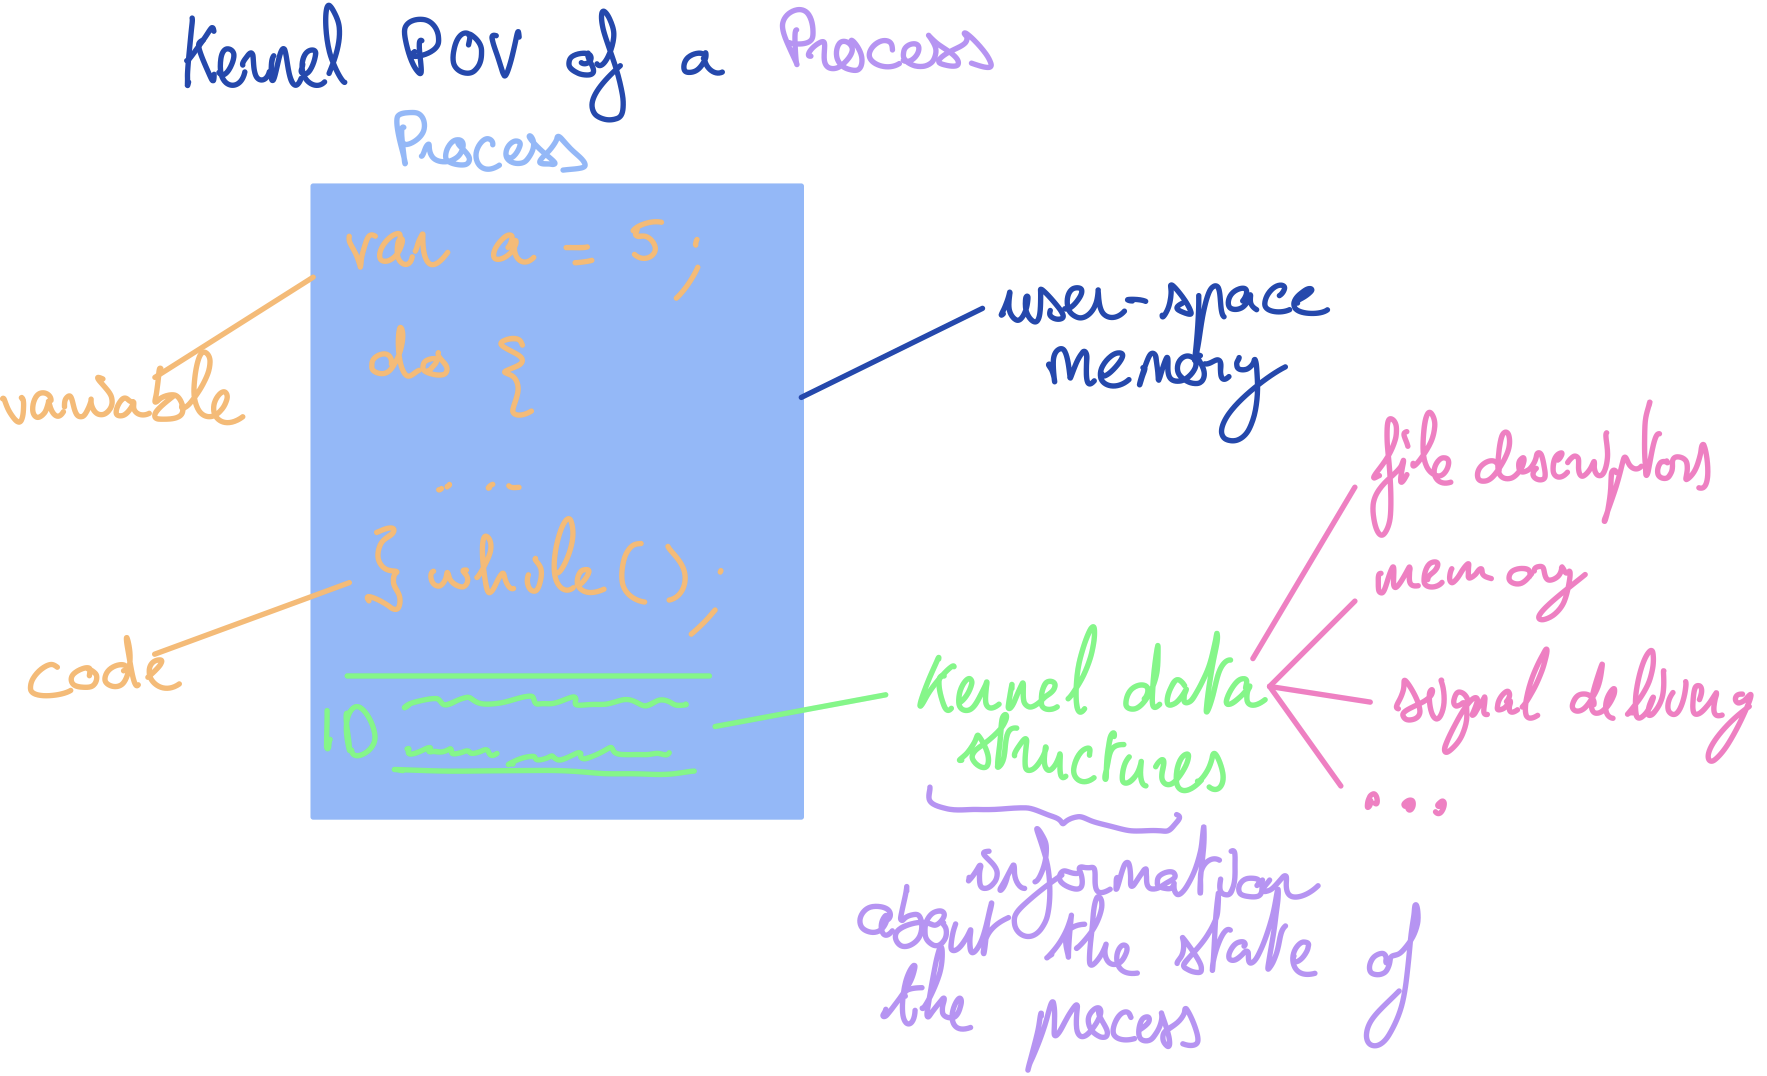 Kernel POV of a Process
Process
var a = 5;
do {
...
} while();
ID
variable
code
user-space
memory
Kernel data
structures
file descriptors
memory
signal delivery
...
information
about the state of
the process